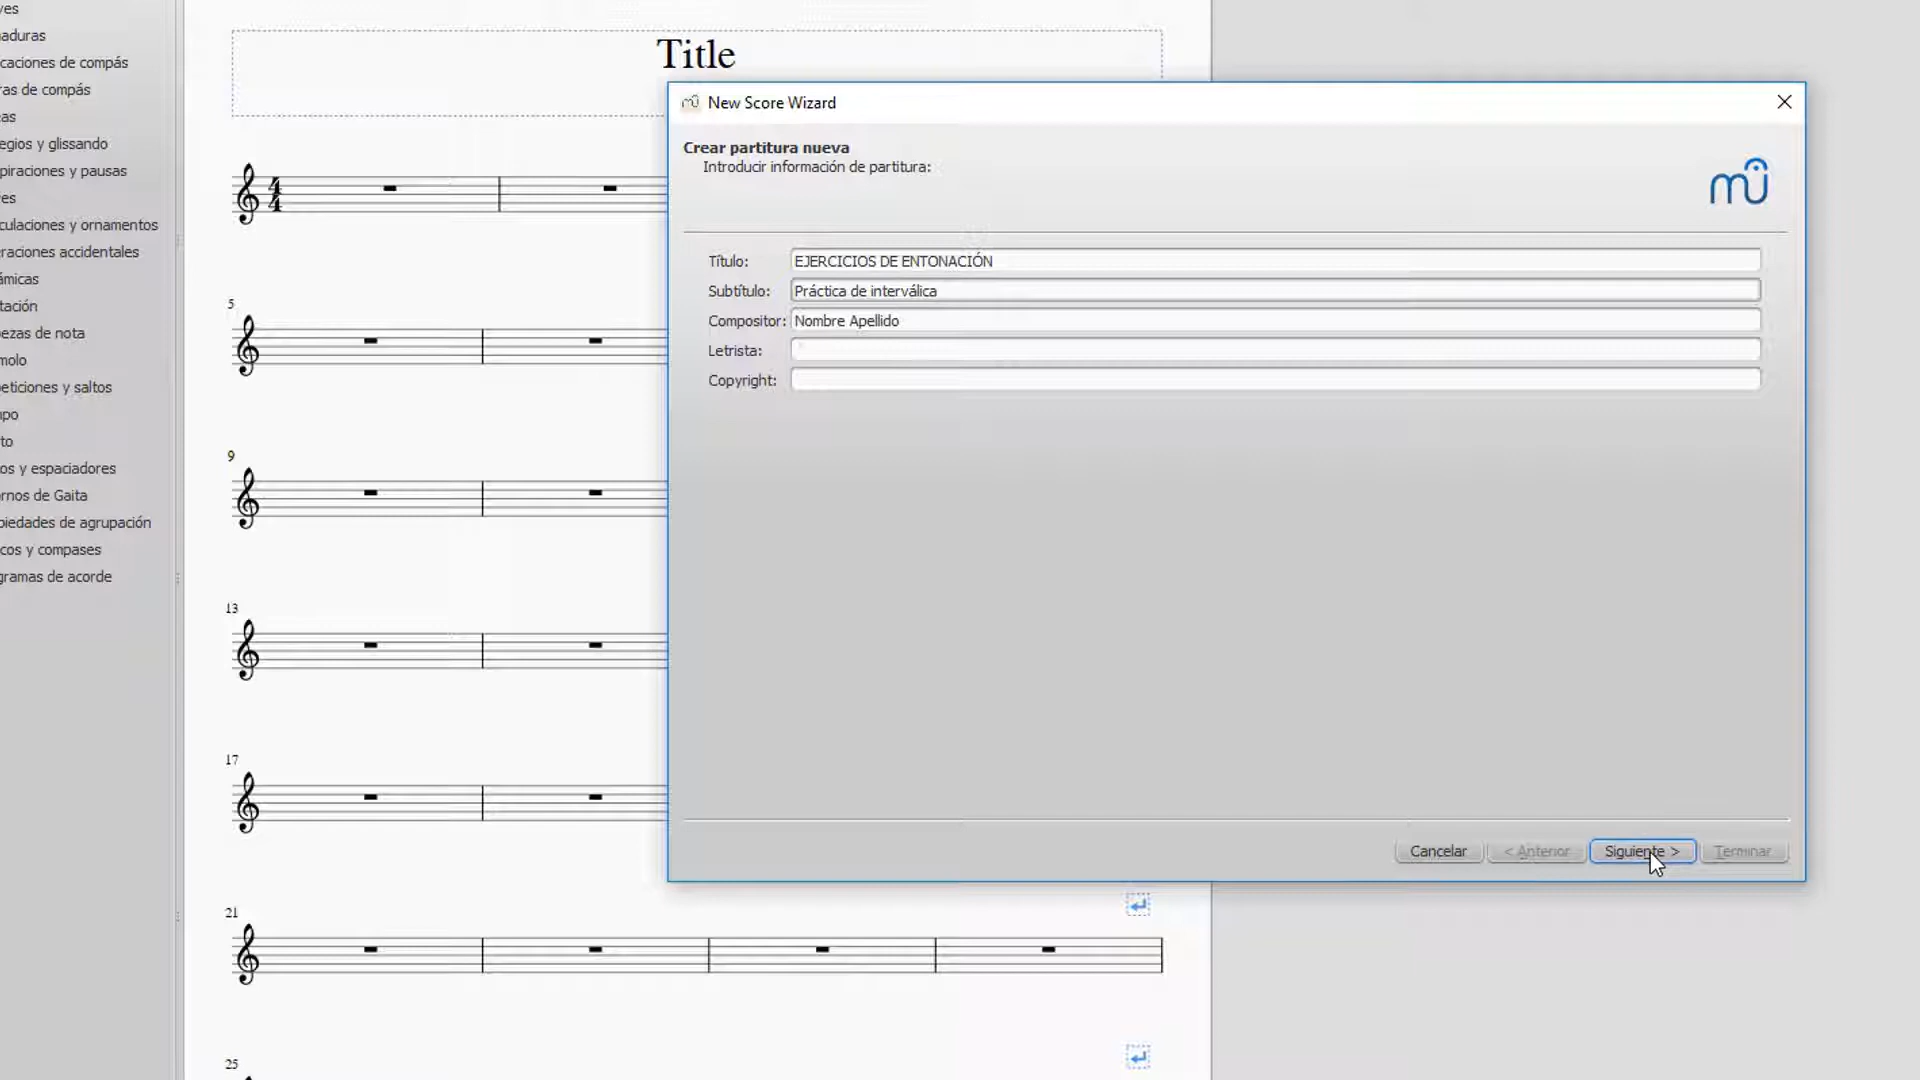 ves
aduras
caciones de compás
ras de compás
as
egios y glissando
piraciones y pausas
es
culaciones y ornamentos
raciones accidentales
ámicas
tación
ezas de nota
molo
eticiones y saltos
npo
to
os y espaciadores
rnos de Gaita
piedades de agrupación
cos y compases
gramas de acorde
Title
5
9
13
17
21
25
New Score Wizard
Crear partitura nueva
Introducir información de partitura:
mu
Título: EJERCICIOS DE ENTONACIÓN
Subtítulo: Práctica de interválica
Compositor: Nombre Apellido
Letrista:
Copyright:
Cancelar < Anterior Siguiente > Terminar